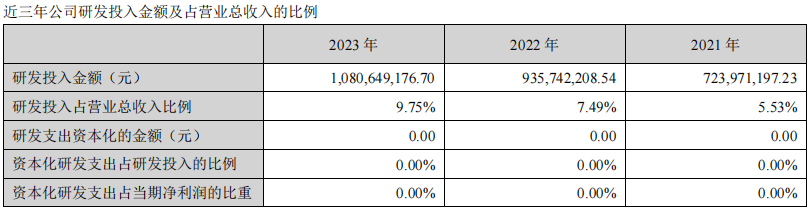 近三年公司研发投入金额及占营业总收入的比例
2023 年 2022 年 2021 年
研发投入金额（元） 1,080,649,176.70 935,742,208.54 723,971,197.23
研发投入占营业总收入比例 9.75% 7.49% 5.53%
研发支出资本化的金额（元） 0.00 0.00 0.00
资本化研发支出占研发投入的比例 0.00% 0.00% 0.00%
资本化研发支出占当期净利润的比重 0.00% 0.00% 0.00%